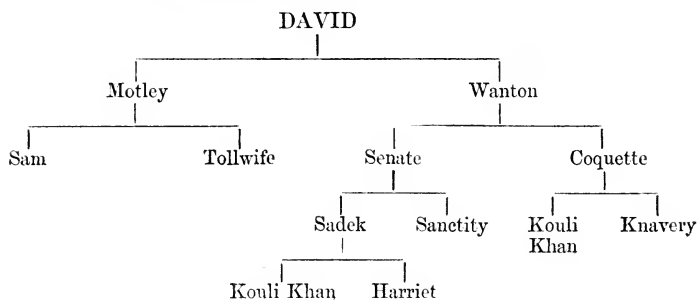 DAVID
Motley Wanton
Sam Tollwife Senate Coquette
Sadek Sanctity Kouli Khan Knavery
Kouli Khan Harriet